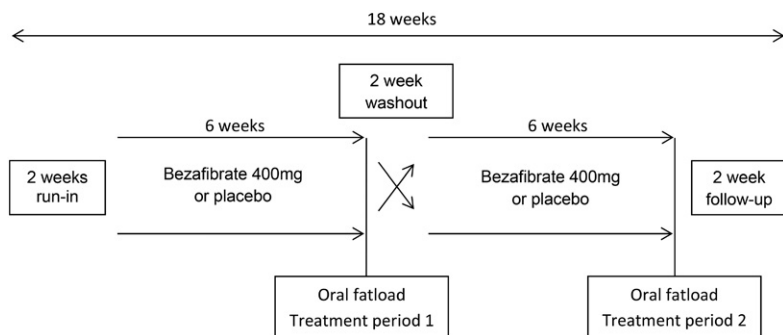 18 weeks
2 week
washout
6 weeks
6 weeks
2 weeks
run-in
Bezafibrate 400mg
or placebo
Bezafibrate 400mg
or placebo
2 week
follow-up
Oral fatload
Treatment period 1
Oral fatload
Treatment period 2